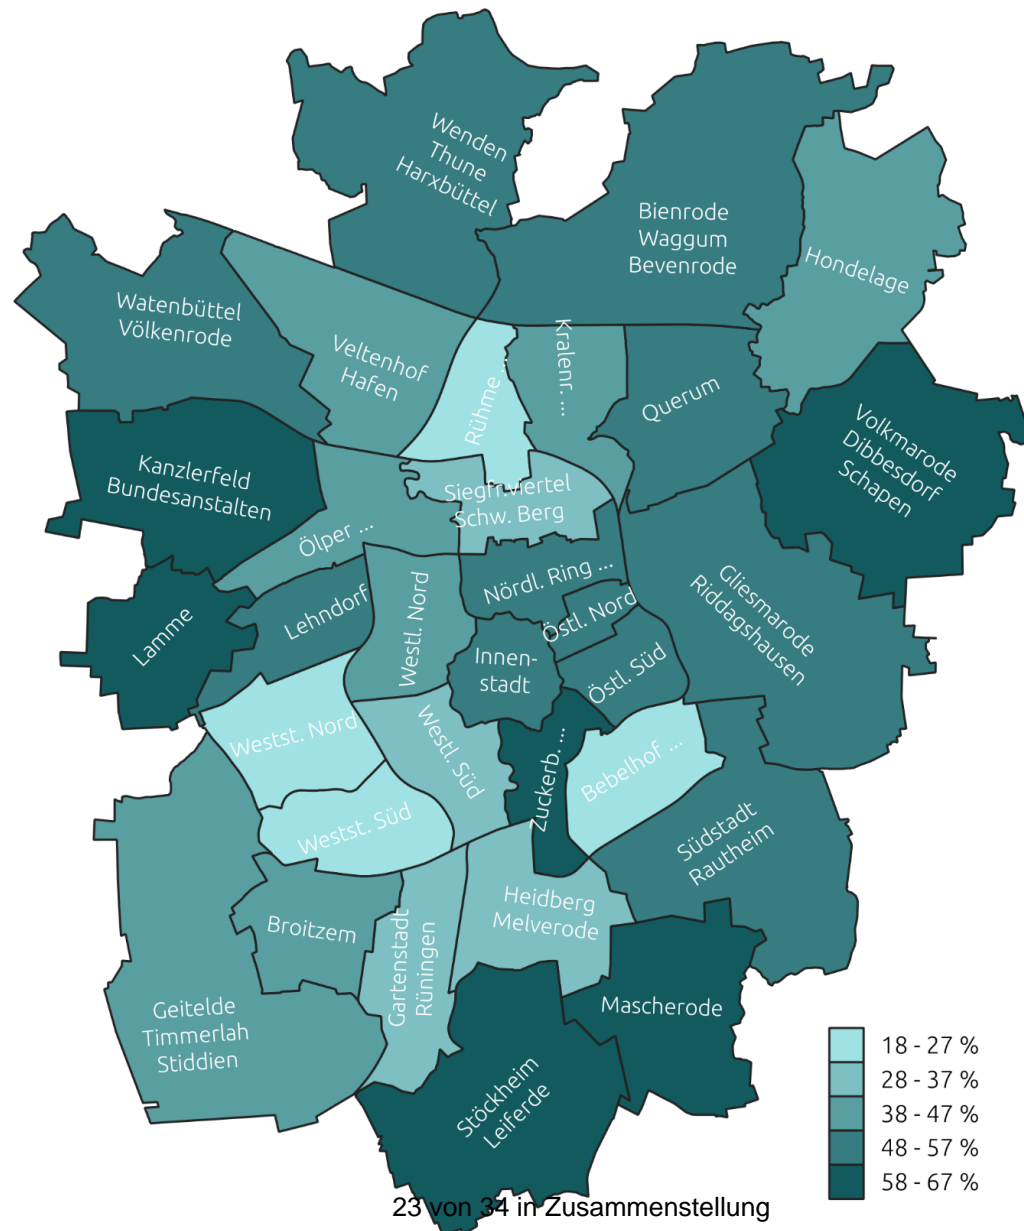 Wenden
Thune
Harxbüttel
Bienrode
Waggum
Bevenrode
Hondelage
Watenbüttel
Völkenrode
Veltenhof
Hafen
Rühme ...
Kralenr. ...
Querum
Volkmarode
Dibbesdorf
Schapen
Kanzlerfeld
Bundesanstalten
Siegfr.viertel
Schw. Berg
Ölper ...
Nördl. Ring ...
Gliesmarode
Riddagshausen
Lehndorf
Westl. Nord
Östl. Nord
Lamme
Innen-
stadt
Östl. Süd
Westst. Nord
Westl. Süd
Zuckerb. ...
Bebelhof ...
Westst. Süd
Südstadt
Rautheim
Heidberg
Melverode
Broitzem
Gartenstadt
Rüningen
Mascherode
Geitelde
Timmerlah
Stiddien
Stöckheim
Leiferde
18 - 27 %
28 - 37 %
38 - 47 %
48 - 57 %
58 - 67 %
23 von 34 in Zusammenstellung